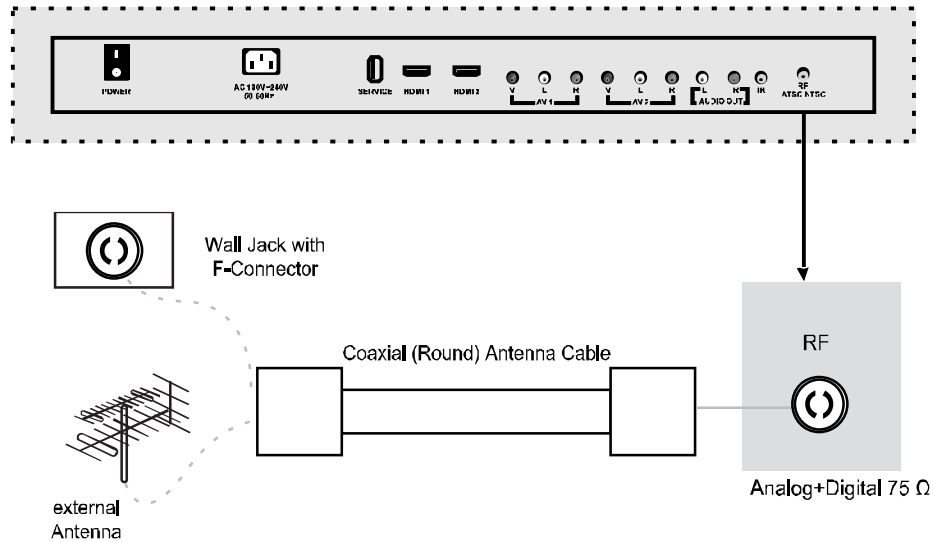 POWER
AC 100V~240V
50 60Hz
SERVICE
HDMI 1
HDMI 2
V L R
AV 1
V L R
AV 2
L R
AUDIO OUT
IR
RF
ATSC NTSC
Wall Jack with
F-Connector
Coaxial (Round) Antenna Cable
RF
external
Antenna
Analog+Digital 75 Ω